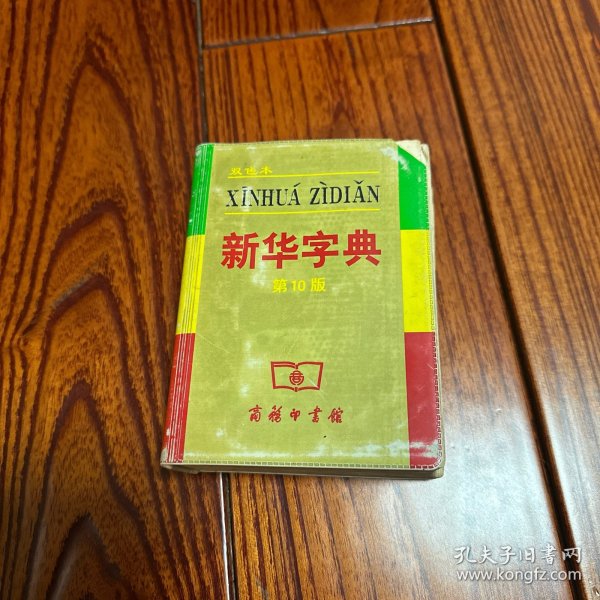 双色本
XĪNHUÁ ZÌDIǍN
新华字典
第10版
商务印书馆
孔夫子旧书网
www.kongfz.com